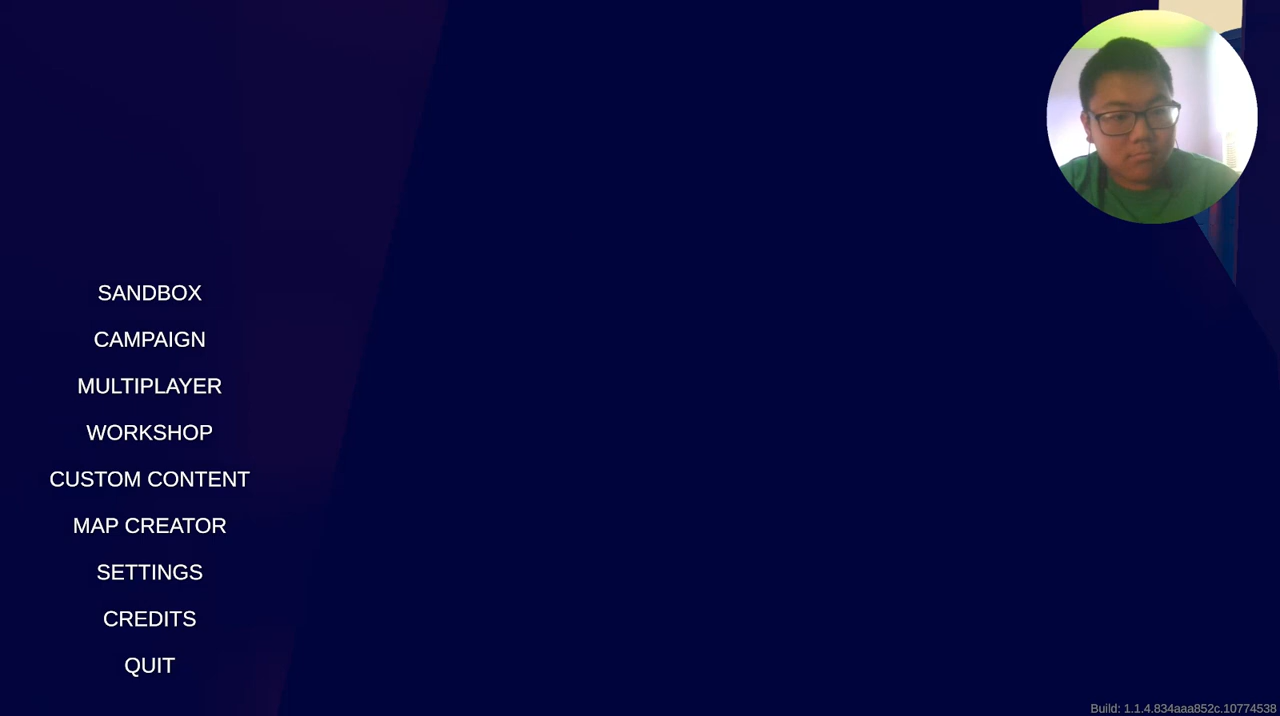 SANDBOX
CAMPAIGN
MULTIPLAYER
WORKSHOP
CUSTOM CONTENT
MAP CREATOR
SETTINGS
CREDITS
QUIT
Build: 1.1.4.834aaa852c.10774538